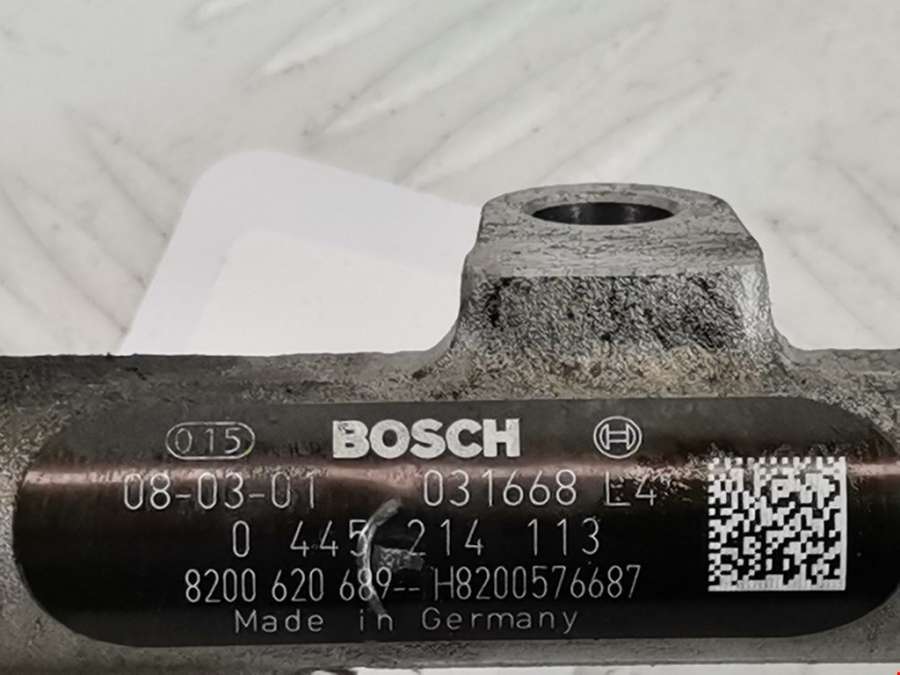 015 BOSCH H
08-03-01 031668 L4
0 445 214 113
8200 620 689-- H8200576687
Made in Germany